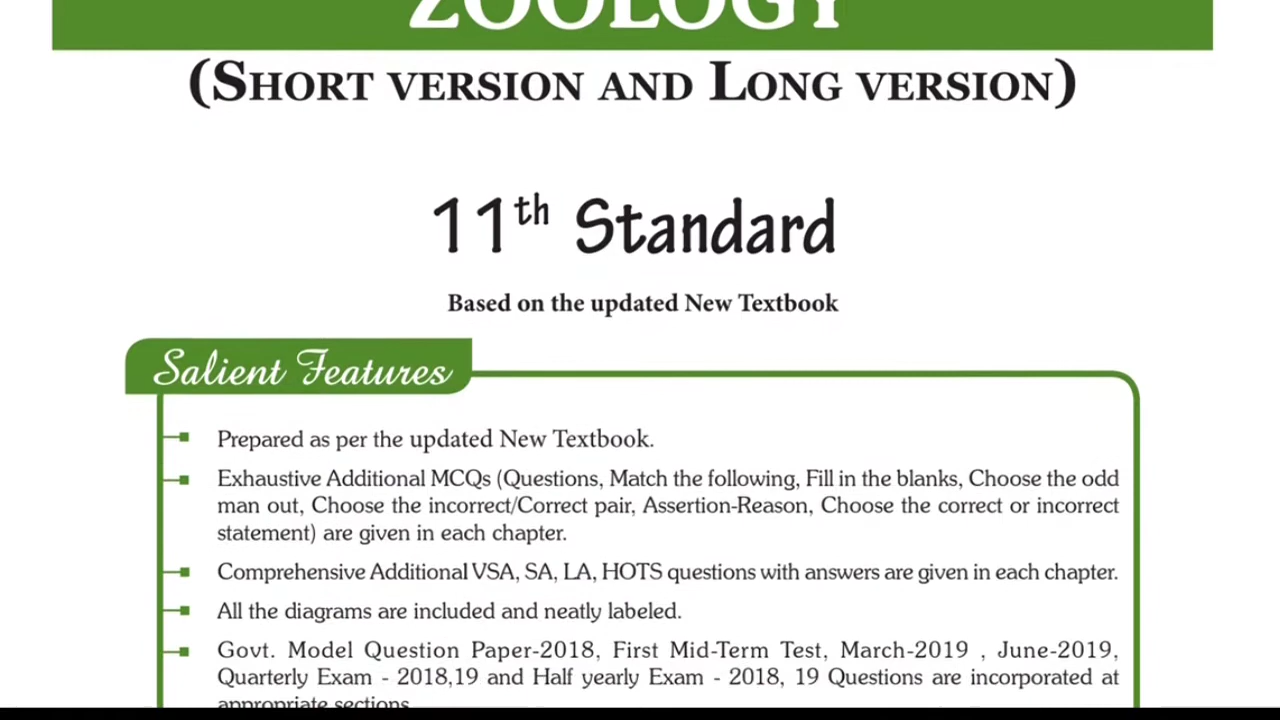 ZOOLOGY
(SHORT VERSION AND LONG VERSION)
11th Standard
Based on the updated New Textbook
Salient Features
Prepared as per the updated New Textbook.
Exhaustive Additional MCQs (Questions, Match the following, Fill in the blanks, Choose the odd
man out, Choose the incorrect/Correct pair, Assertion-Reason, Choose the correct or incorrect
statement) are given in each chapter.
Comprehensive Additional VSA, SA, LA, HOTS questions with answers are given in each chapter.
All the diagrams are included and neatly labeled.
Govt. Model Question Paper-2018, First Mid-Term Test, March-2019 , June-2019,
Quarterly Exam - 2018,19 and Half yearly Exam - 2018, 19 Questions are incorporated at
appropriate sections.